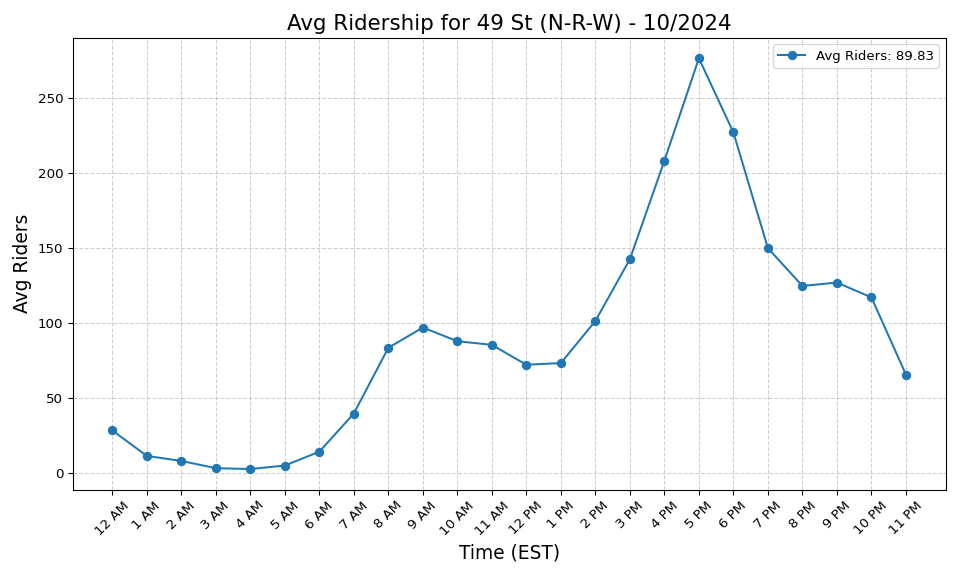 Avg Ridership for 49 St (N-R-W) - 10/2024
Avg Riders: 89.83
Avg Riders
250
200
150
100
50
0
12 AM 1 AM 2 AM 3 AM 4 AM 5 AM 6 AM 7 AM 8 AM 9 AM 10 AM 11 AM 12 PM 1 PM 2 PM 3 PM 4 PM 5 PM 6 PM 7 PM 8 PM 9 PM 10 PM 11 PM
Time (EST)